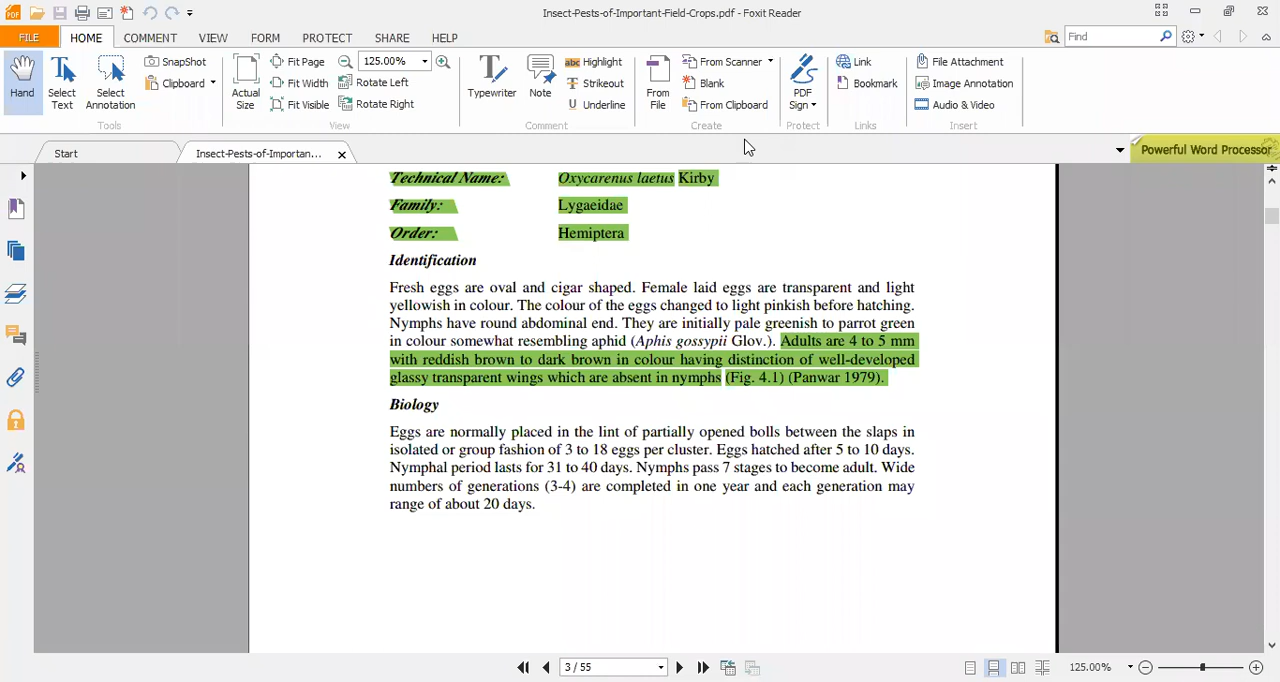 Insect-Pests-of-Important-Field-Crops.pdf - Foxit Reader
FILE HOME COMMENT VIEW FORM PROTECT SHARE HELP Find
Hand
Select Text
Select Annotation
SnapShot
Clipboard
Tools
Actual Size
Fit Page
Fit Width
Fit Visible
125.00%
Rotate Left
Rotate Right
View
Typewriter
Note
abc Highlight
Strikeout
U Underline
Comment
From File
From Scanner
Blank
From Clipboard
Create
PDF Sign
Protect
Link
Bookmark
Links
File Attachment
Image Annotation
Audio & Video
Insert
Start Insect-Pests-of-Importan... Powerful Word Processor
Technical Name: Oxycarenus laetus Kirby
Family: Lygaeidae
Order: Hemiptera
Identification
Fresh eggs are oval and cigar shaped. Female laid eggs are transparent and light
yellowish in colour. The colour of the eggs changed to light pinkish before hatching.
Nymphs have round abdominal end. They are initially pale greenish to parrot green
in colour somewhat resembling aphid (Aphis gossypii Glov.). Adults are 4 to 5 mm
with reddish brown to dark brown in colour having distinction of well-developed
glassy transparent wings which are absent in nymphs (Fig. 4.1) (Panwar 1979).
Biology
Eggs are normally placed in the lint of partially opened bolls between the slaps in
isolated or group fashion of 3 to 18 eggs per cluster. Eggs hatched after 5 to 10 days.
Nymphal period lasts for 31 to 40 days. Nymphs pass 7 stages to become adult. Wide
numbers of generations (3-4) are completed in one year and each generation may
range of about 20 days.
3 / 55 125.00%